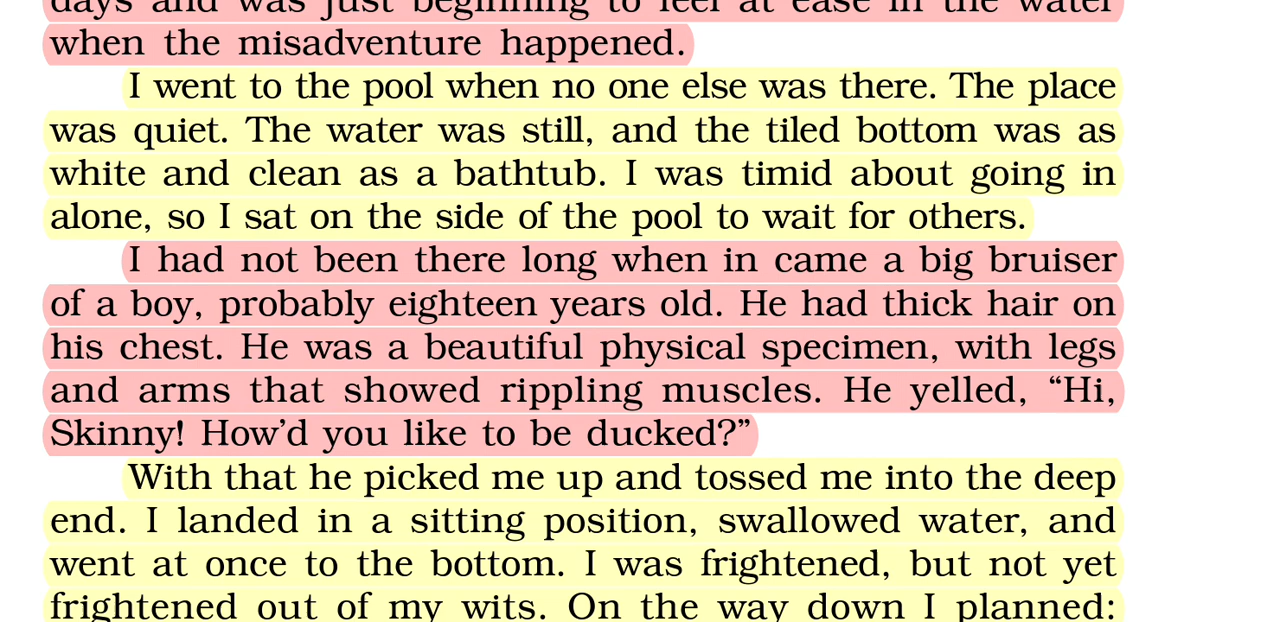 days and was just beginning to feel at ease in the water
when the misadventure happened.
I went to the pool when no one else was there. The place
was quiet. The water was still, and the tiled bottom was as
white and clean as a bathtub. I was timid about going in
alone, so I sat on the side of the pool to wait for others.
I had not been there long when in came a big bruiser
of a boy, probably eighteen years old. He had thick hair on
his chest. He was a beautiful physical specimen, with legs
and arms that showed rippling muscles. He yelled, “Hi,
Skinny! How’d you like to be ducked?”
With that he picked me up and tossed me into the deep
end. I landed in a sitting position, swallowed water, and
went at once to the bottom. I was frightened, but not yet
frightened out of my wits. On the way down I planned: